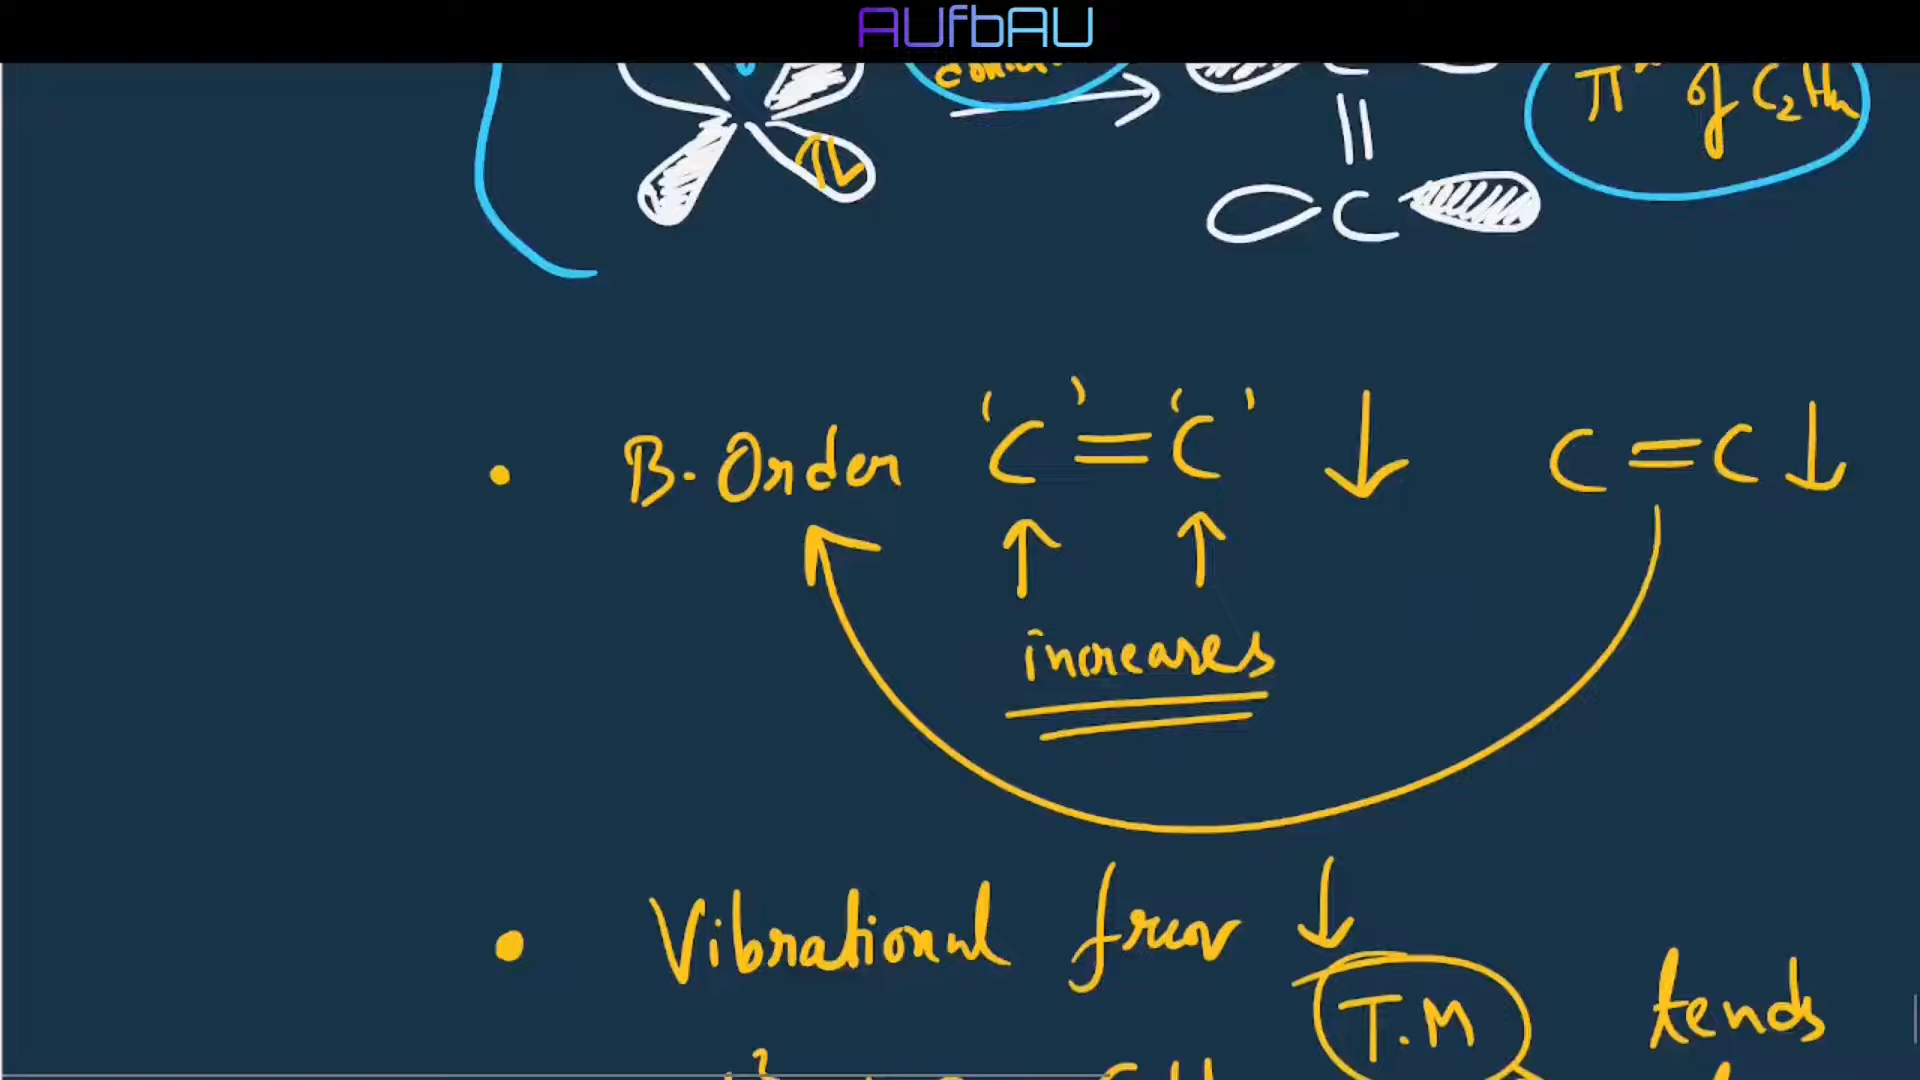 AUfbAU
π* of C₂H₄
C
C
• B. Order C = C ↓ C = C ↓
increases
• Vibrational freq ↓
T.M tends